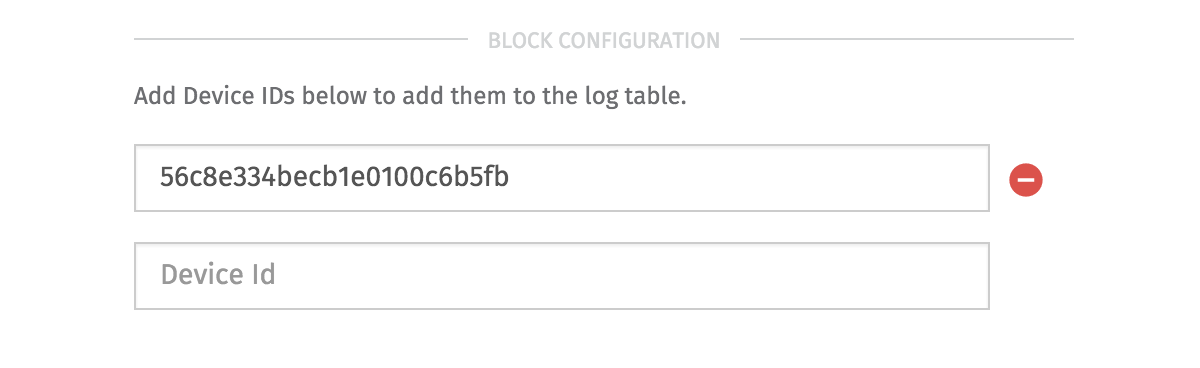 BLOCK CONFIGURATION
Add Device IDs below to add them to the log table.
56c8e334becb1e0100c6b5fb
Device Id